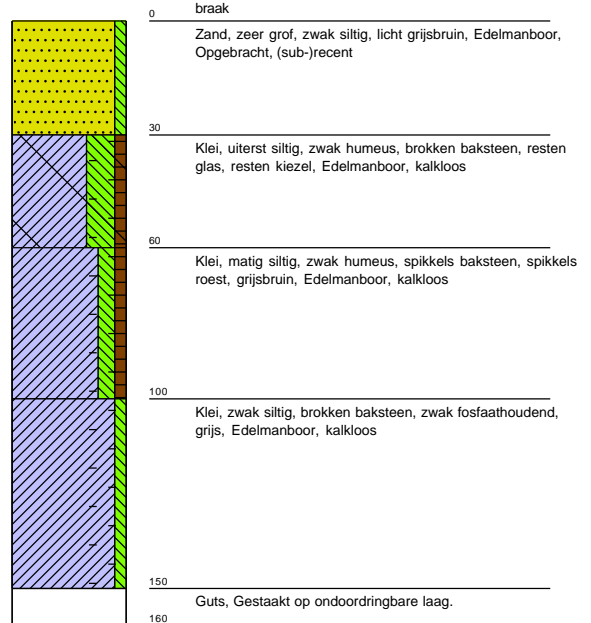 braak
0
Zand, zeer grof, zwak siltig, licht grijsbruin, Edelmanboor,
Opgebracht, (sub-)recent
30
Klei, uiterst siltig, zwak humeus, brokken baksteen, resten
glas, resten kiezel, Edelmanboor, kalkloos
60
Klei, matig siltig, zwak humeus, spikkels baksteen, spikkels
roest, grijsbruin, Edelmanboor, kalkloos
100
Klei, zwak siltig, brokken baksteen, zwak fosfaathoudend,
grijs, Edelmanboor, kalkloos
150
Guts, Gestaakt op ondoordringbare laag.
160